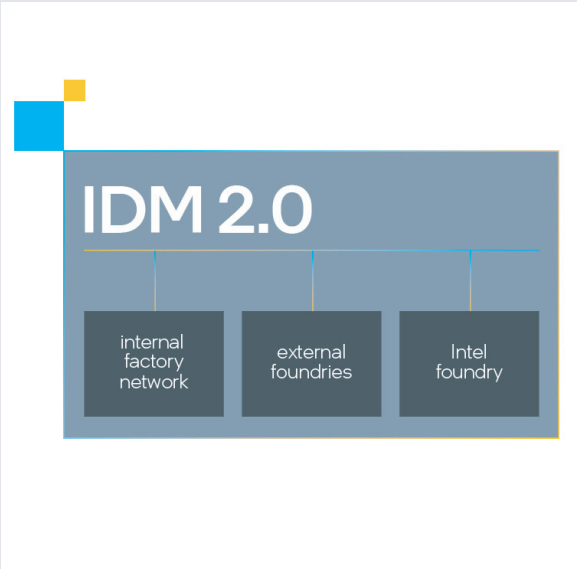 IDM 2.0
internal
factory
network
external
foundries
Intel
foundry